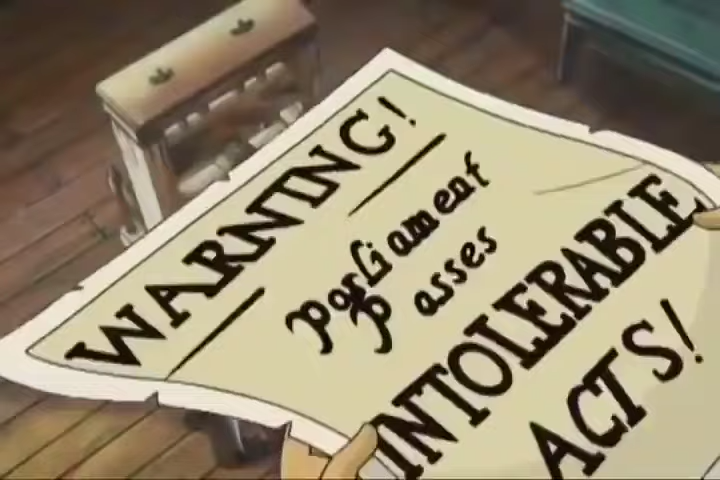 WARNING!
Parliament
Passes
INTOLERABLE
ACTS!